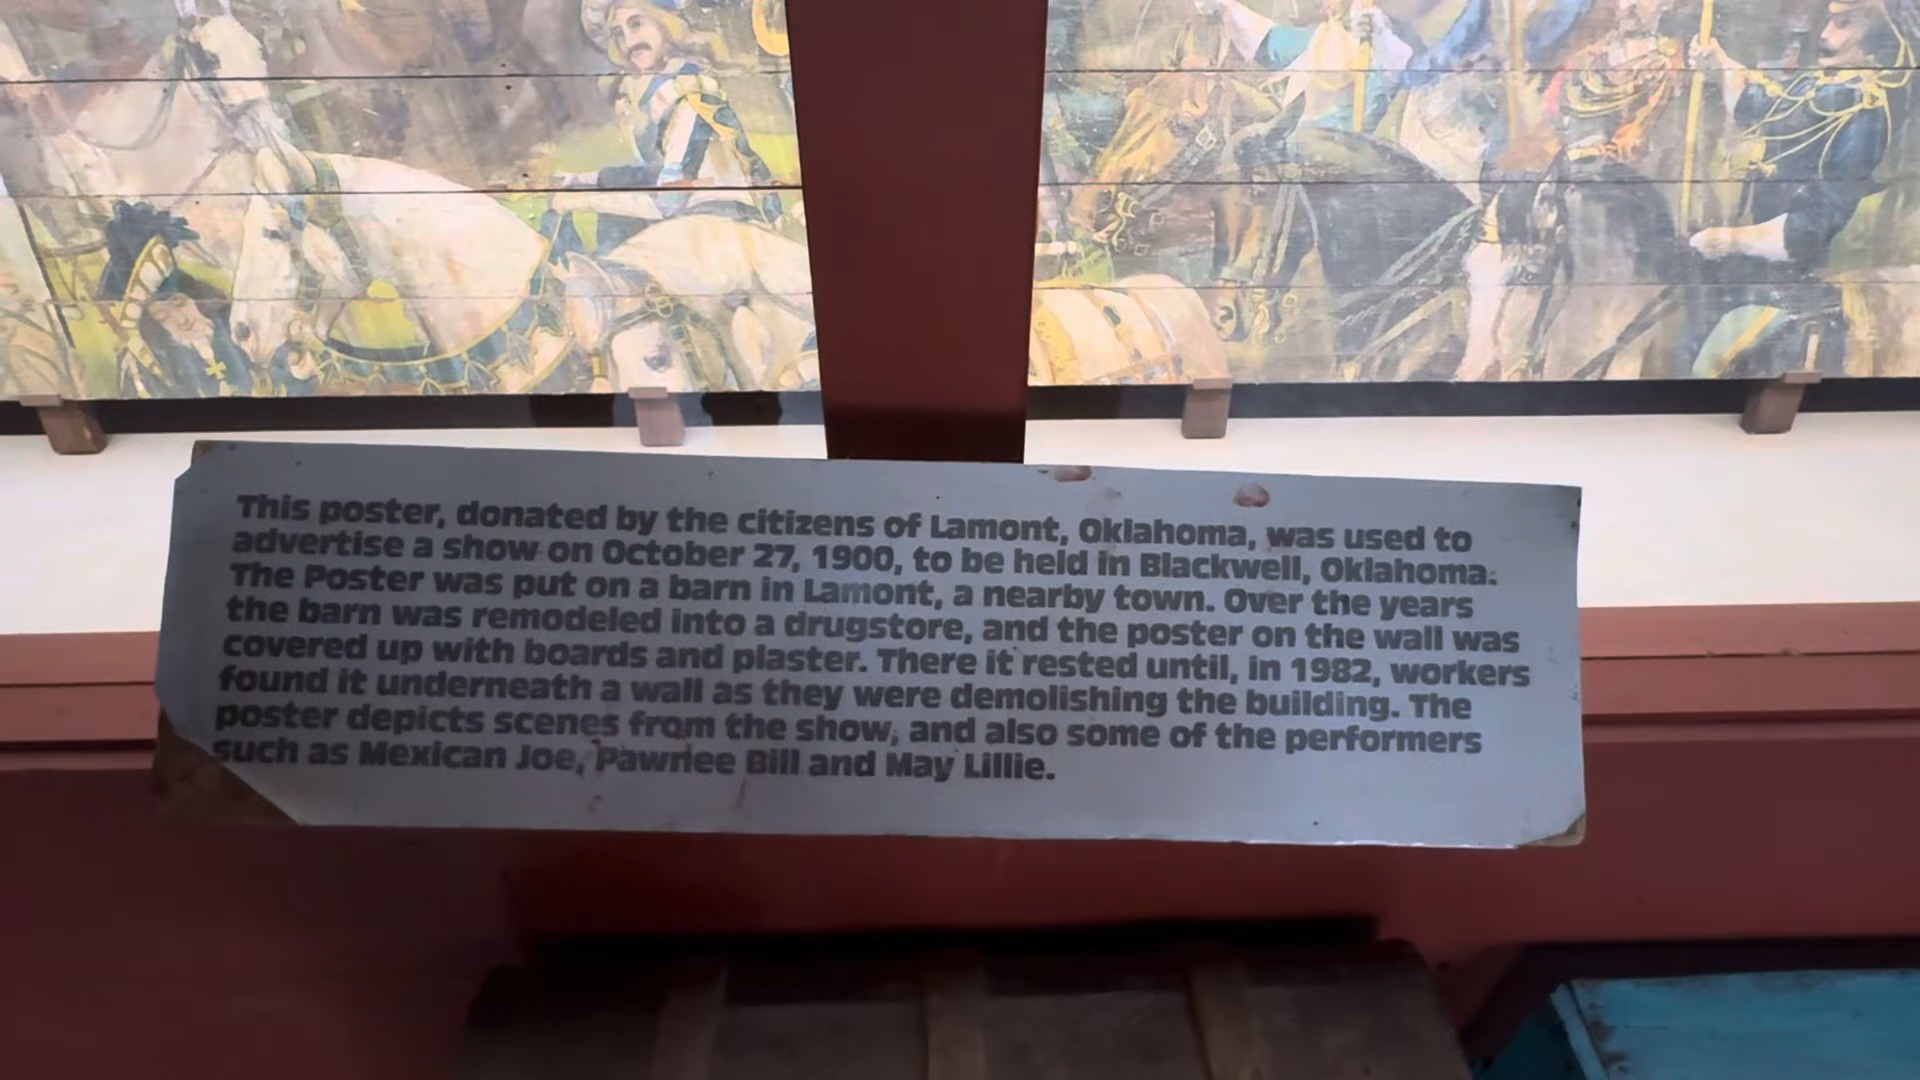 This poster, donated by the citizens of Lamont, Oklahoma, was used to
advertise a show on October 27, 1900, to be held in Blackwell, Oklahoma.
The Poster was put on a barn in Lamont, a nearby town. Over the years
the barn was remodeled into a drugstore, and the poster on the wall was
covered up with boards and plaster. There it rested until, in 1982, workers
found it underneath a wall as they were demolishing the building. The
poster depicts scenes from the show, and also some of the performers
such as Mexican Joe, Pawnee Bill and May Lillie.